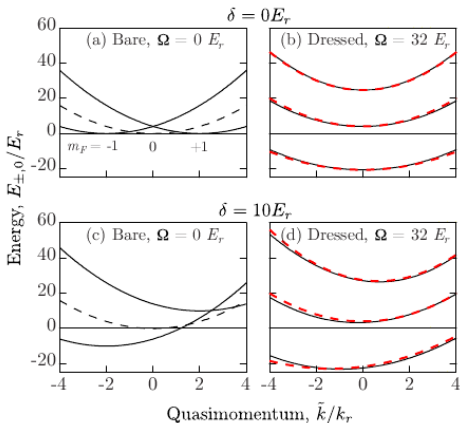 δ = 0E_r
(a) Bare, Ω = 0 E_r
(b) Dressed, Ω = 32 E_r
60
40
20
0
-20
m_F = -1 0 +1
Energy, E_{±,0}/E_r
δ = 10E_r
(c) Bare, Ω = 0 E_r
(d) Dressed, Ω = 32 E_r
60
40
20
0
-20
-4 -2 0 2 4
-4 -2 0 2 4
Quasimomentum, k̃/k_r